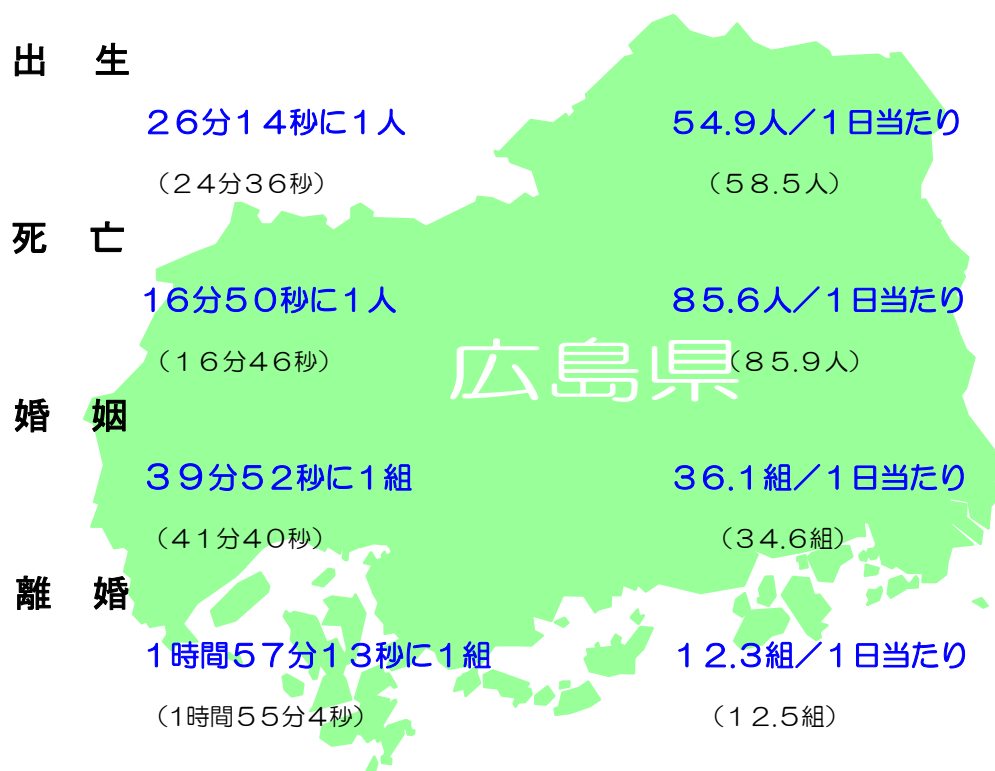 出　生
２６分１４秒に１人　５４.９人／１日当たり
（２４分３６秒）　（５８.５人）
死　亡
１６分５０秒に１人　８５.６人／１日当たり
（１６分４６秒）　（８５.９人）
広島県
婚　姻
３９分５２秒に１組　３６.１組／１日当たり
（４１分４０秒）　（３４.６組）
離　婚
１時間５７分１３秒に１組　１２.３組／１日当たり
（1時間５５分４秒）　（１２.５組）